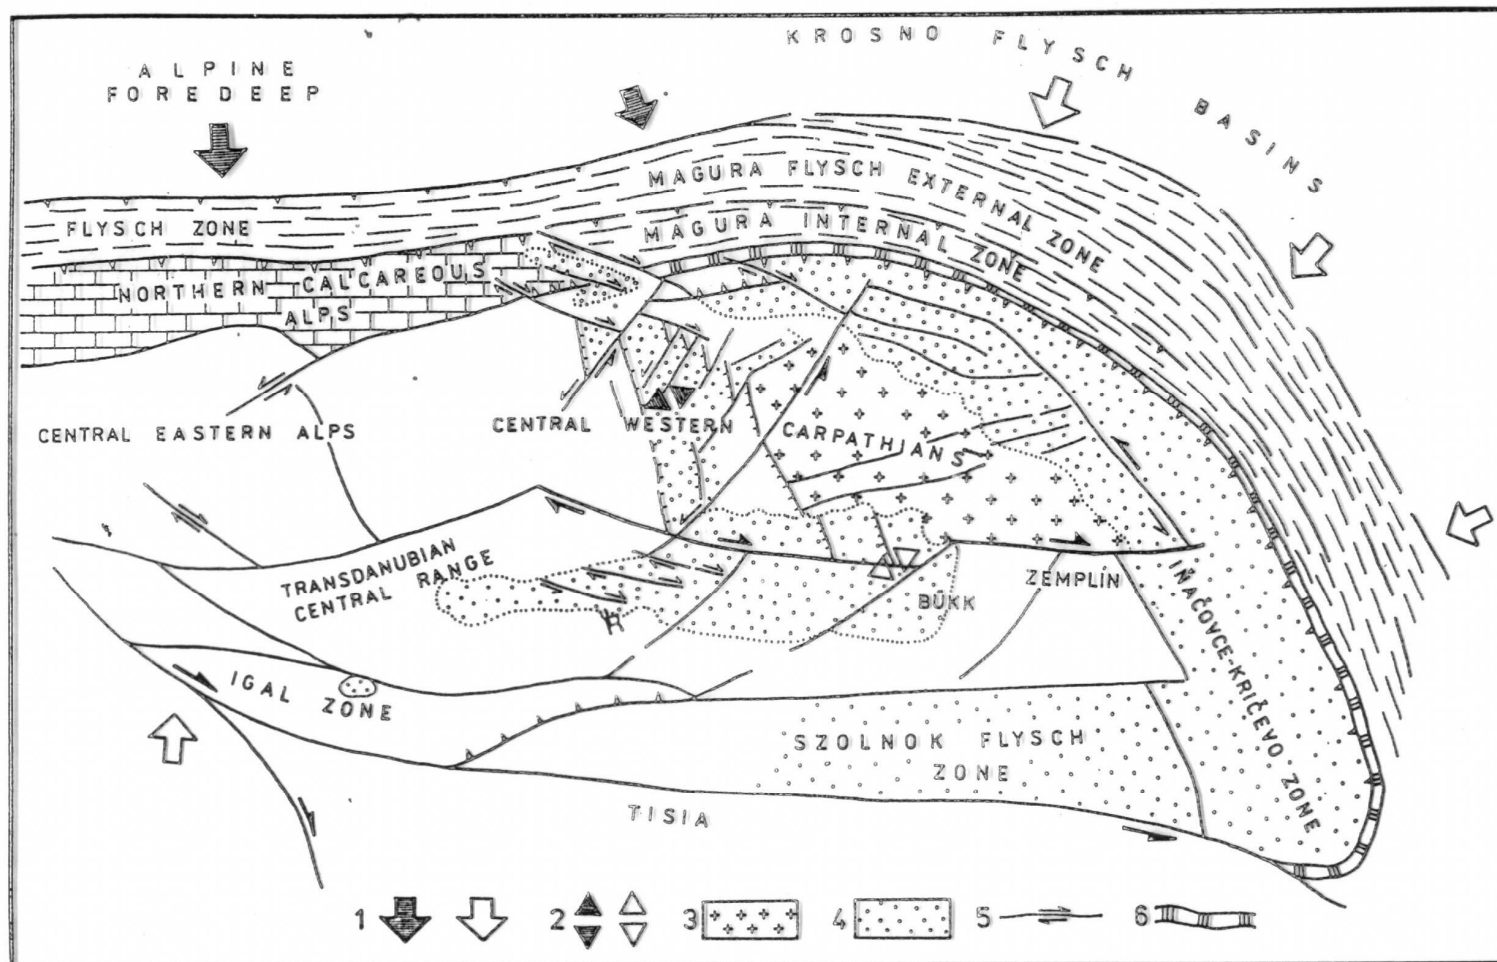 ALPINE
FOREDEEP
KROSNO FLYSCH BASINS
MAGURA FLYSCH EXTERNAL ZONE
MAGURA INTERNAL ZONE
FLYSCH ZONE
NORTHERN CALCAREOUS
ALPS
CENTRAL EASTERN ALPS
CENTRAL WESTERN
CARPATHIANS
TRANSDANUBIAN
CENTRAL RANGE
BÜKK
ZEMPLÍN
IŇAČOVCE-KRIČEVO ZONE
IGAL ZONE
SZOLNOK FLYSCH
ZONE
TISIA
1 2 3 4 5 6